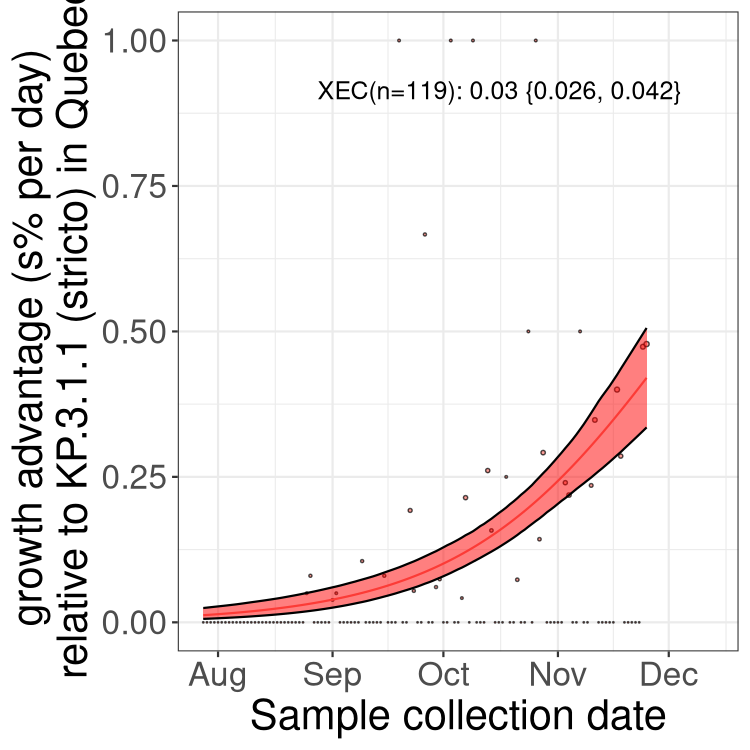 growth advantage (s% per day)
relative to KP.3.1.1 (stricto) in Quebec
1.00
0.75
0.50
0.25
0.00
XEC(n=119): 0.03 {0.026, 0.042}
Aug Sep Oct Nov Dec
Sample collection date